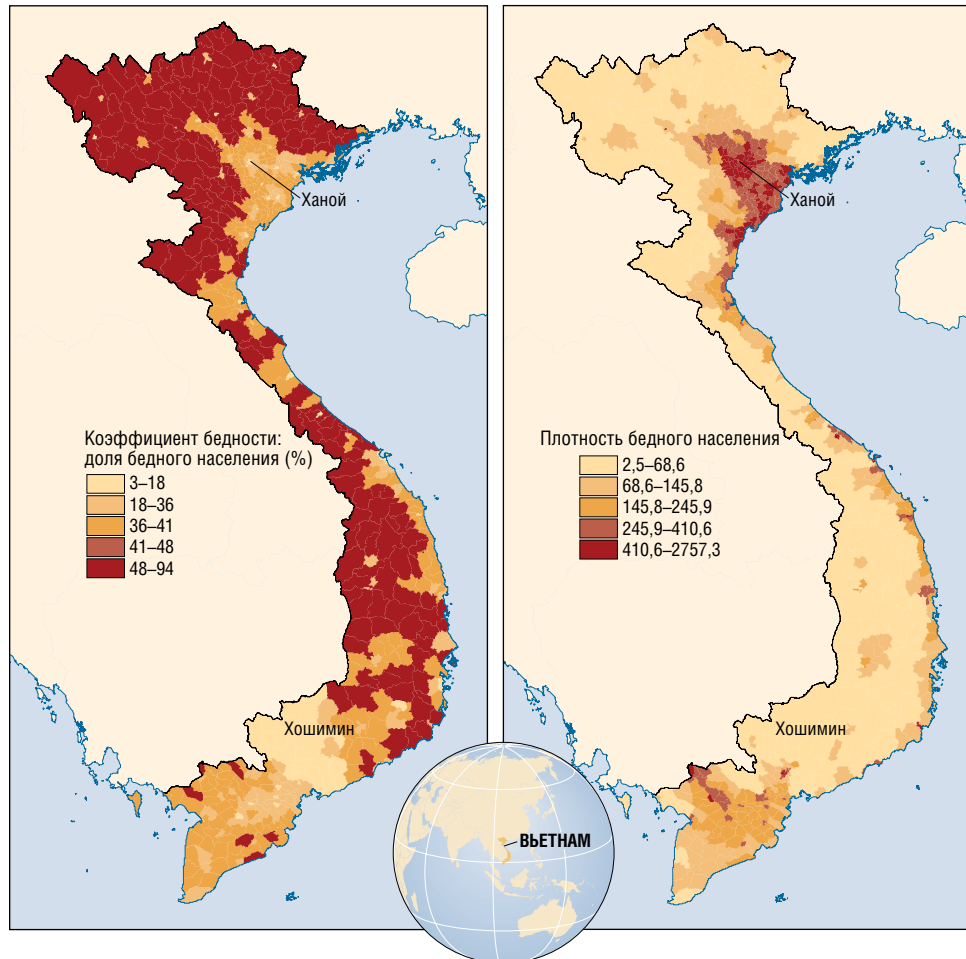 Ханой
Коэффициент бедности:
доля бедного населения (%)
3–18
18–36
36–41
41–48
48–94
Хошимин
Ханой
Плотность бедного населения
2,5–68,6
68,6–145,8
145,8–245,9
245,9–410,6
410,6–2757,3
Хошимин
ВЬЕТНАМ